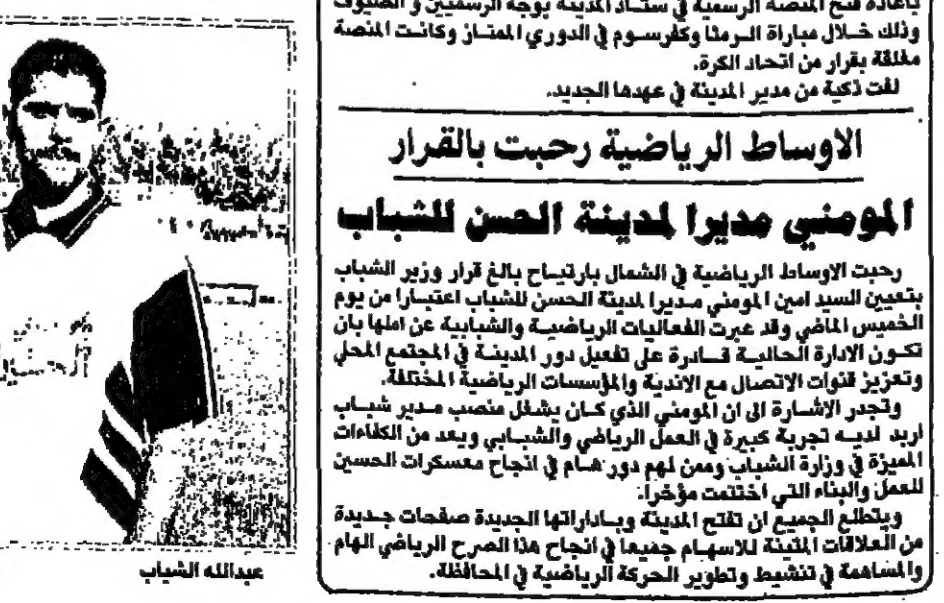 باعادة فتح المنصة الرسمية في ستاد المدينة بوجه الرسميين و الضيوف
وذلك خلال مباراة الرمثا وكفرسوم في الدوري الممتاز وكانت المنصة
مغلقة بقرار من اتحاد الكرة.
لفت ذكية من مدير المدينة في عهدها الجديد.
الاوساط الرياضية رحبت بالقرار
المومني مديرا لمدينة الحسن للشباب
رحبت الاوساط الرياضية في الشمال بارتياح بالغ قرار وزير الشباب
بتعيين السيد امين المومني مديرا لمدينة الحسن للشباب اعتبارا من يوم
الخميس الماضي وقد عبرت الفعاليات الرياضية والشبابية عن املها بان
تكون الادارة الحالية قادرة على تفعيل دور المدينة في المجتمع المحلي
وتعزيز قنوات الاتصال مع الاندية والمؤسسات الرياضية المختلفة.
وتجدر الاشارة الى ان المومني الذي كان يشغل منصب مدير شباب
اربد لديه تجربة كبيرة في العمل الرياضي والشبابي ويعد من الكفاءات
المميزة في وزارة الشباب وممن لهم دور هام في انجاح معسكرات الحسين
للعمل والبناء التي اختتمت مؤخرا.
ويتطلع الجميع ان تفتح المدينة وباداراتها الجديدة صفحات جديدة
من العلاقات المتينة للاسهام جميعا في انجاح هذا الصرح الرياضي الهام
والمساهمة في تنشيط وتطوير الحركة الرياضية في المحافظة.
عبدالله الشياب